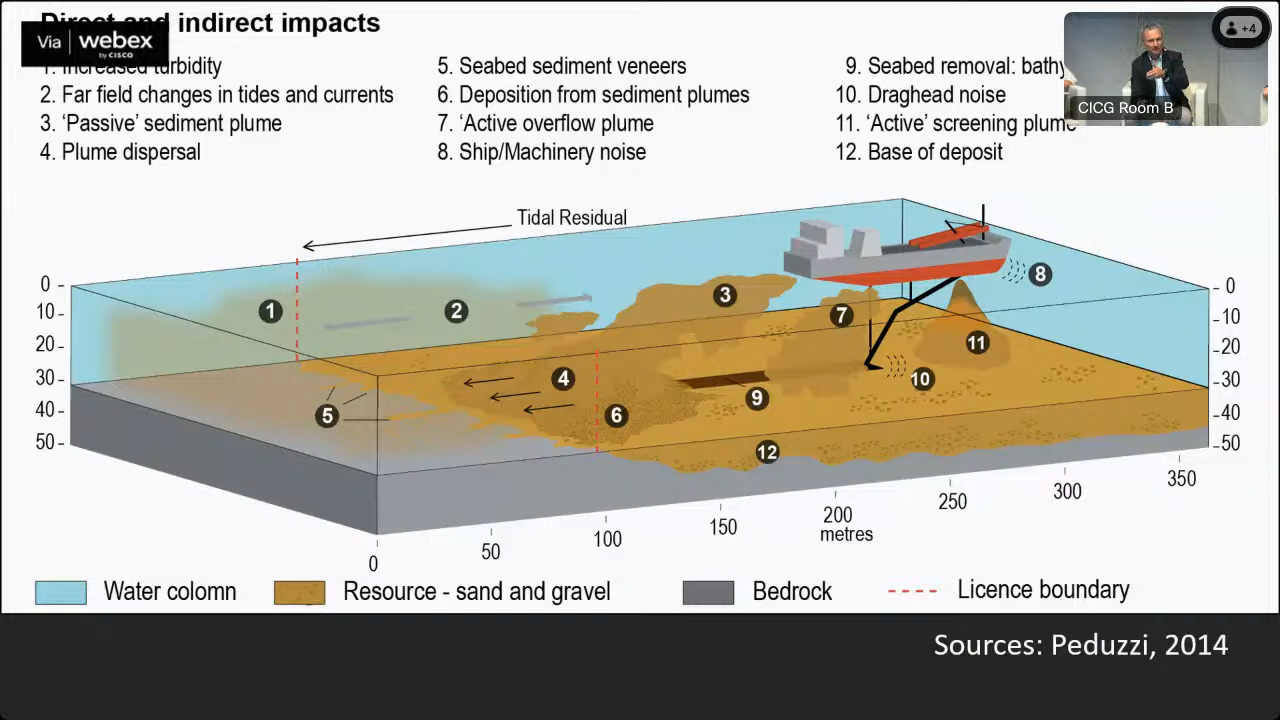 Direct and indirect impacts
Via webex
by CISCO
1. Increased turbidity
2. Far field changes in tides and currents
3. ‘Passive’ sediment plume
4. Plume dispersal
5. Seabed sediment veneers
6. Deposition from sediment plumes
7. ‘Active overflow plume
8. Ship/Machinery noise
9. Seabed removal: bathy
10. Draghead noise
11. ‘Active’ screening plume
12. Base of deposit
+4
CICG Room B
Tidal Residual
0
10
20
30
40
50
0
10
20
30
40
50
1
2
3
4
5
6
7
8
9
10
11
12
0
50
100
150
200
250
300
350
metres
Water colomn
Resource - sand and gravel
Bedrock
Licence boundary
Sources: Peduzzi, 2014